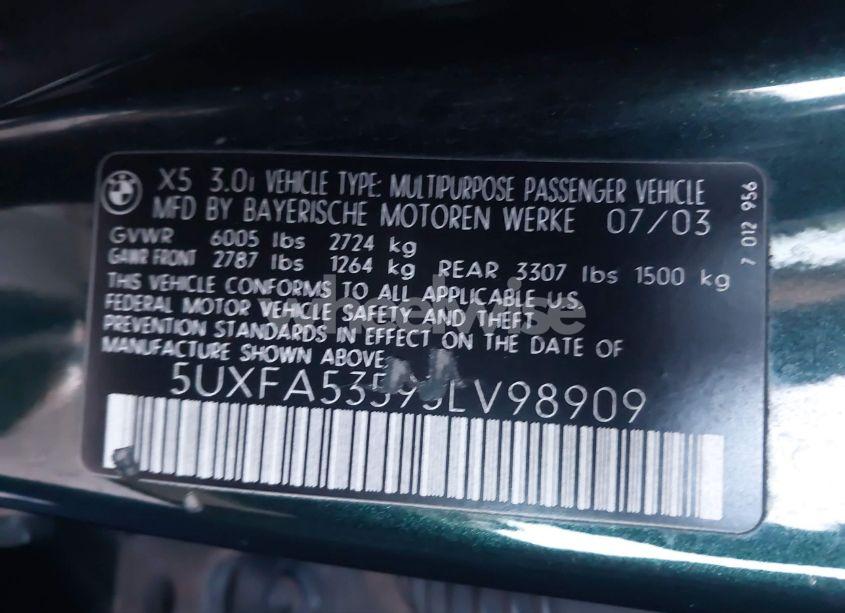 X5 3.0i VEHICLE TYPE: MULTIPURPOSE PASSENGER VEHICLE
MFD BY BAYERISCHE MOTOREN WERKE 07/03
GVWR 6005 lbs 2724 kg
GAWR FRONT 2787 lbs 1264 kg REAR 3307 lbs 1500 kg
THIS VEHICLE CONFORMS TO ALL APPLICABLE U.S.
FEDERAL MOTOR VEHICLE SAFETY AND THEFT
PREVENTION STANDARDS IN EFFECT ON THE DATE OF
MANUFACTURE SHOWN ABOVE.
5UXFA53593LV98909
7 012 956
BMW
wheelwise